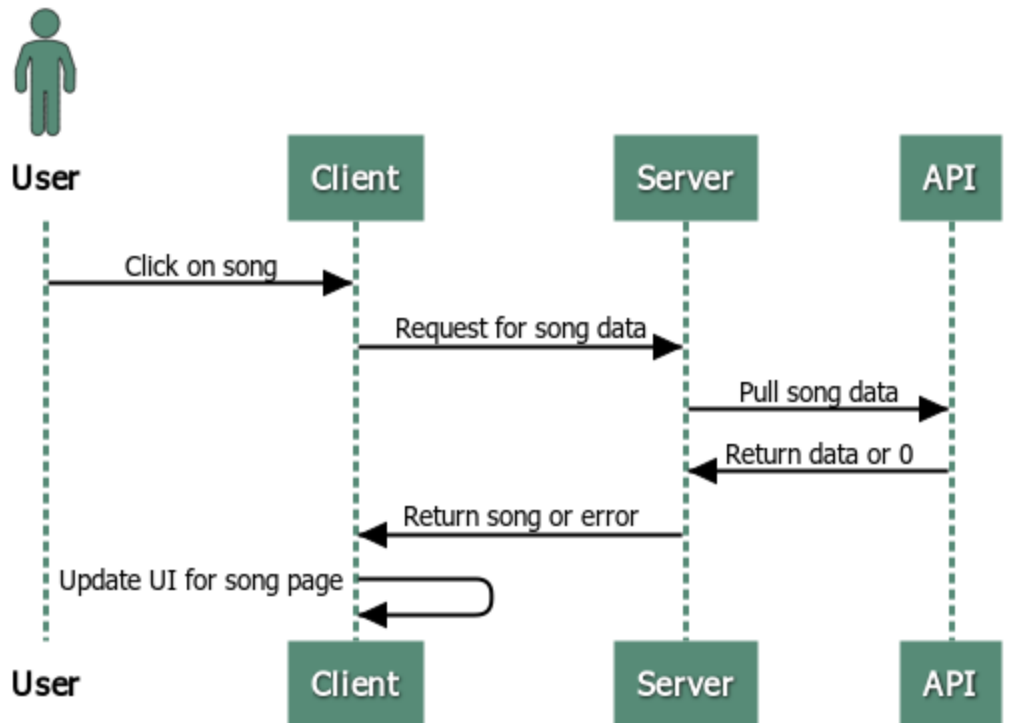 User
Client
Server
API
Click on song
Request for song data
Pull song data
Return data or 0
Return song or error
Update UI for song page
User
Client
Server
API